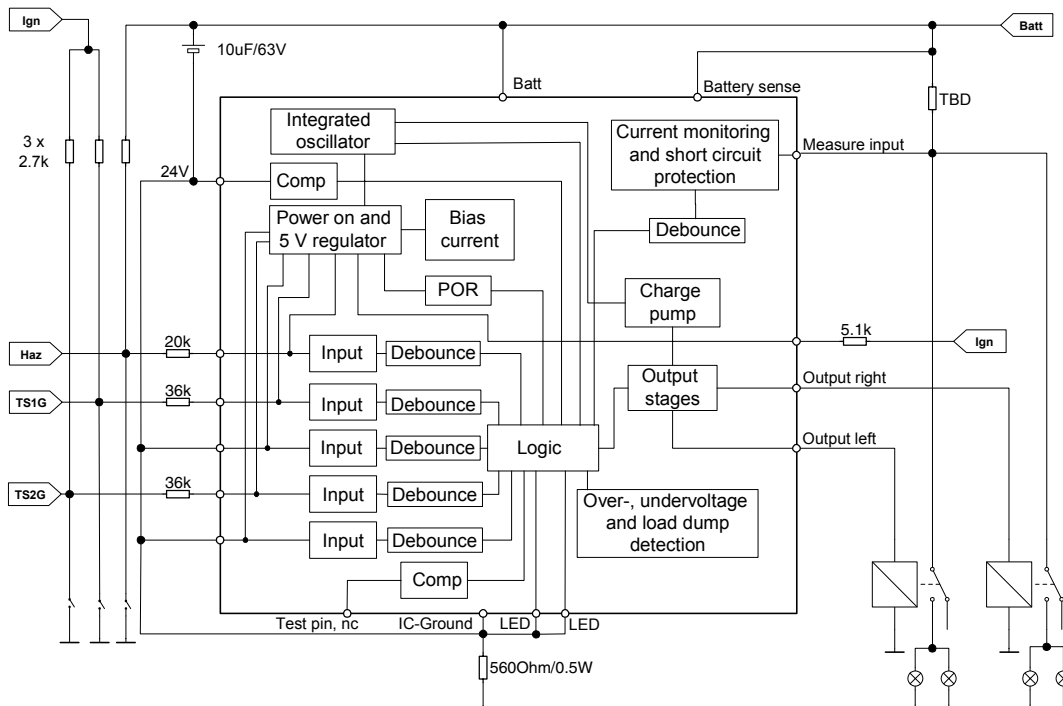 Ign
Batt
10uF/63V
Batt
Battery sense
TBD
3 x
2.7k
Integrated
oscillator
Current monitoring
and short circuit
protection
Measure input
24V
Comp
Power on and
5 V regulator
Bias
current
Debounce
POR
Charge
pump
5.1k
Ign
Haz
20k
Input
Debounce
Output
stages
Output right
TS1G
36k
Input
Debounce
Input
Debounce
Logic
Output left
TS2G
36k
Input
Debounce
Over-, undervoltage
and load dump
detection
Input
Debounce
Comp
Test pin, nc
IC-Ground
LED
LED
560Ohm/0.5W